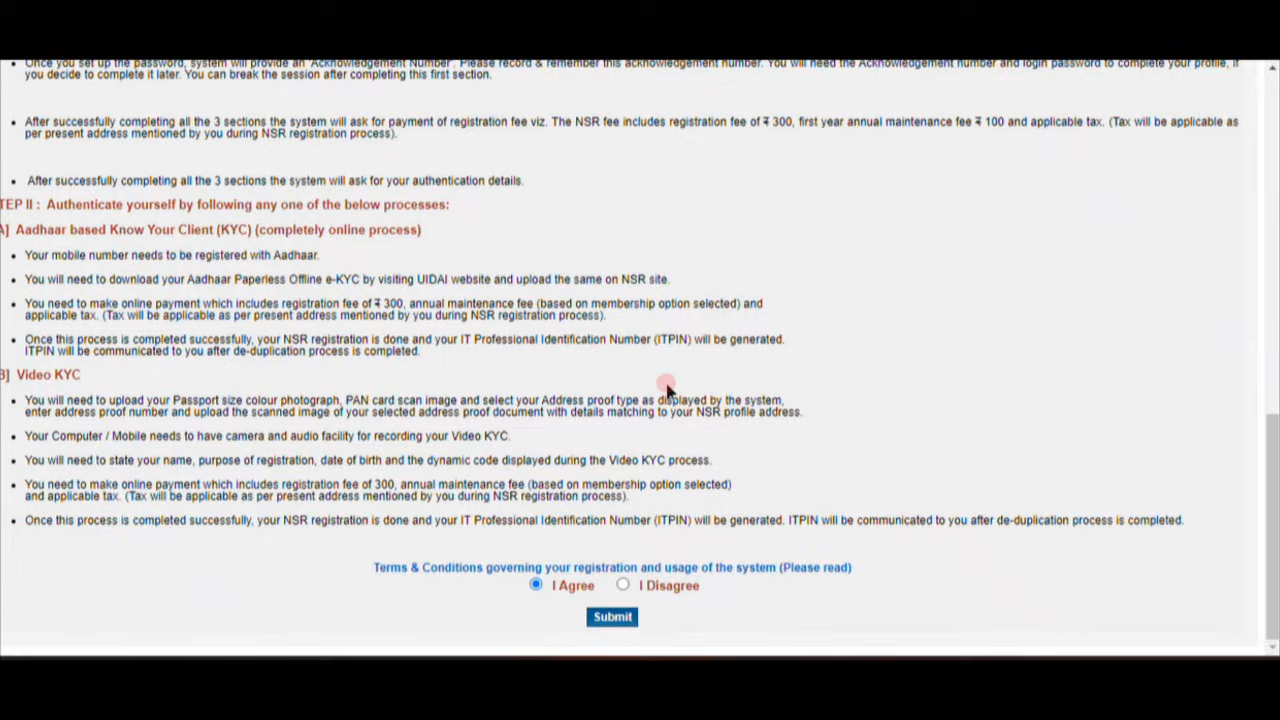 Once you set up the password, system will provide an 'Acknowledgement Number'. Please record & remember this acknowledgement number. You will need the Acknowledgement number and login password to complete your profile, if
you decide to complete it later. You can break the session after completing this first section.
After successfully completing all the 3 sections the system will ask for payment of registration fee viz. The NSR fee includes registration fee of ₹ 300, first year annual maintenance fee ₹ 100 and applicable tax. (Tax will be applicable as
per present address mentioned by you during NSR registration process).
After successfully completing all the 3 sections the system will ask for your authentication details.
TEP II : Authenticate yourself by following any one of the below processes:
A] Aadhaar based Know Your Client (KYC) (completely online process)
Your mobile number needs to be registered with Aadhaar.
You will need to download your Aadhaar Paperless Offline e-KYC by visiting UIDAI website and upload the same on NSR site.
You need to make online payment which includes registration fee of ₹ 300, annual maintenance fee (based on membership option selected) and
applicable tax. (Tax will be applicable as per present address mentioned by you during NSR registration process).
Once this process is completed successfully, your NSR registration is done and your IT Professional Identification Number (ITPIN) will be generated.
ITPIN will be communicated to you after de-duplication process is completed.
B] Video KYC
You will need to upload your Passport size colour photograph, PAN card scan image and select your Address proof type as displayed by the system,
enter address proof number and upload the scanned image of your selected address proof document with details matching to your NSR profile address.
Your Computer / Mobile needs to have camera and audio facility for recording your Video KYC.
You will need to state your name, purpose of registration, date of birth and the dynamic code displayed during the Video KYC process.
You need to make online payment which includes registration fee of 300, annual maintenance fee (based on membership option selected)
and applicable tax. (Tax will be applicable as per present address mentioned by you during NSR registration process).
Once this process is completed successfully, your NSR registration is done and your IT Professional Identification Number (ITPIN) will be generated. ITPIN will be communicated to you after de-duplication process is completed.
Terms & Conditions governing your registration and usage of the system (Please read)
I Agree I Disagree
Submit